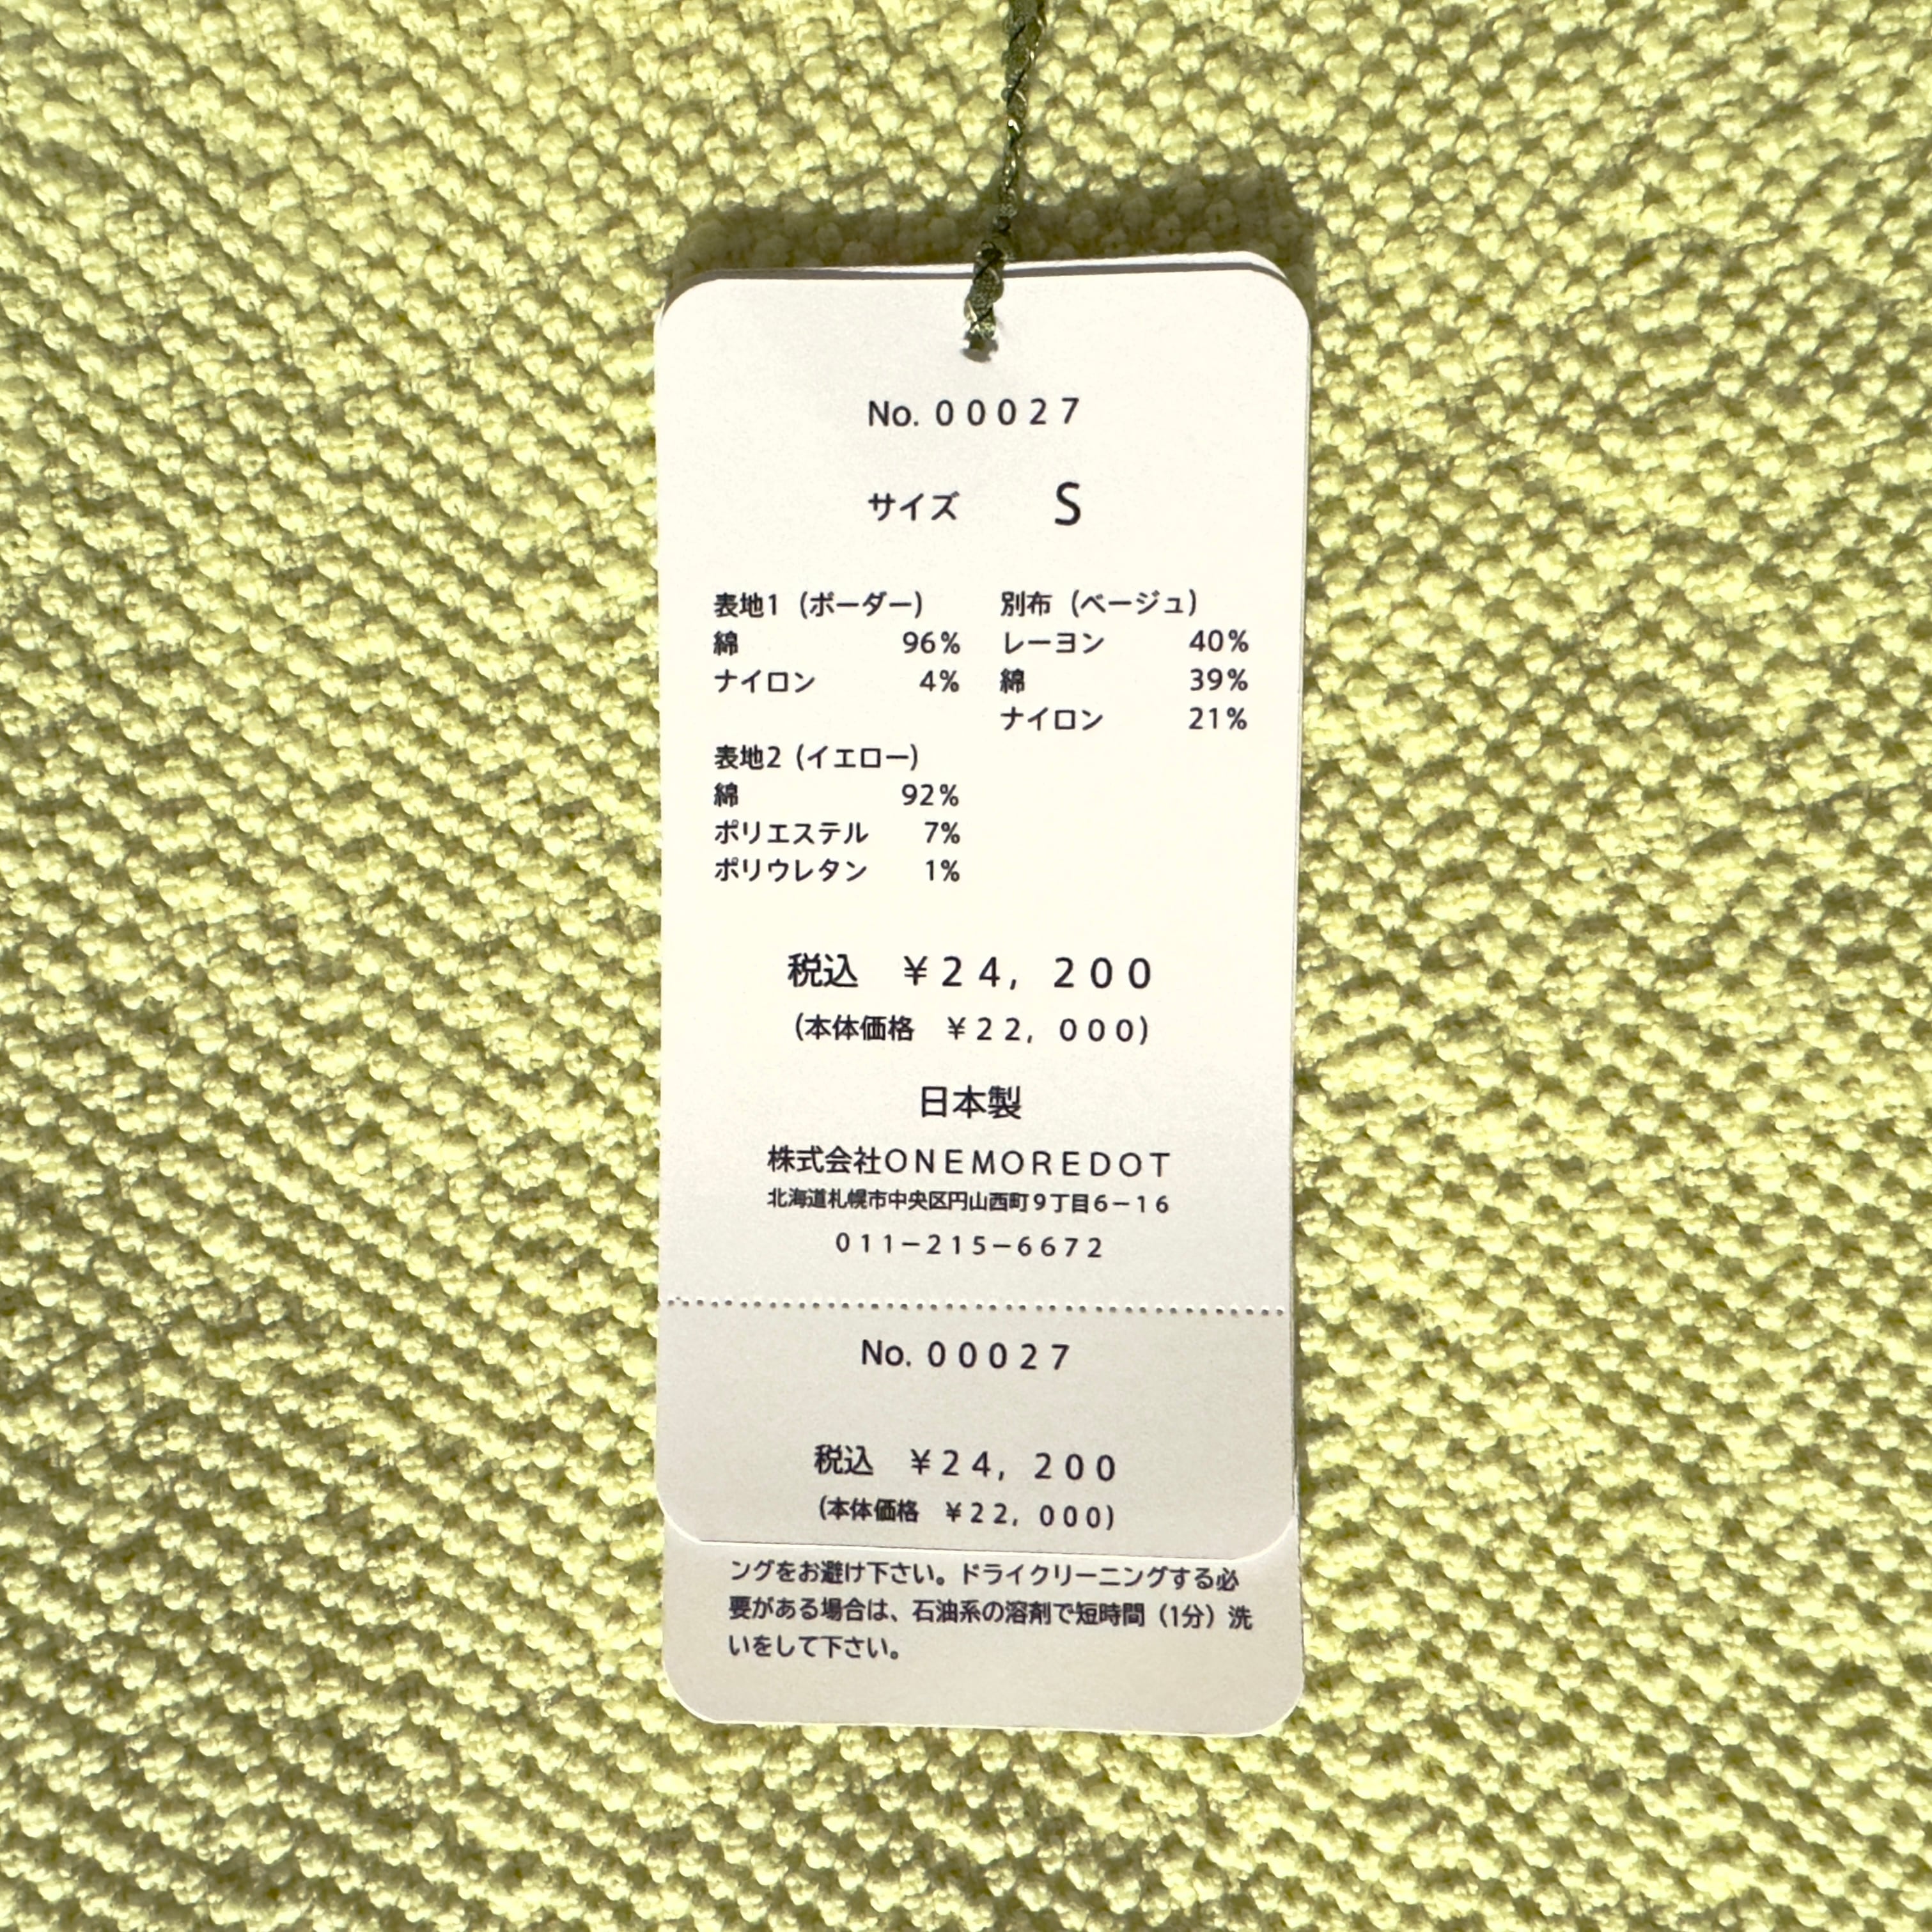 No. 00027
サイズ S
表地1（ボーダー）
綿 96%
ナイロン 4%
別布（ベージュ）
レーヨン 40%
綿 39%
ナイロン 21%
表地2（イエロー）
綿 92%
ポリエステル 7%
ポリウレタン 1%
税込 ￥24，200
（本体価格 ￥22，000）
日本製
株式会社ONEMOREDOT
北海道札幌市中央区円山西町9丁目6−16
011−215−6672
No. 00027
税込 ￥24，200
（本体価格 ￥22，000）
ングをお避け下さい。ドライクリーニングする必
要がある場合は、石油系の溶剤で短時間（1分）洗
いをして下さい。